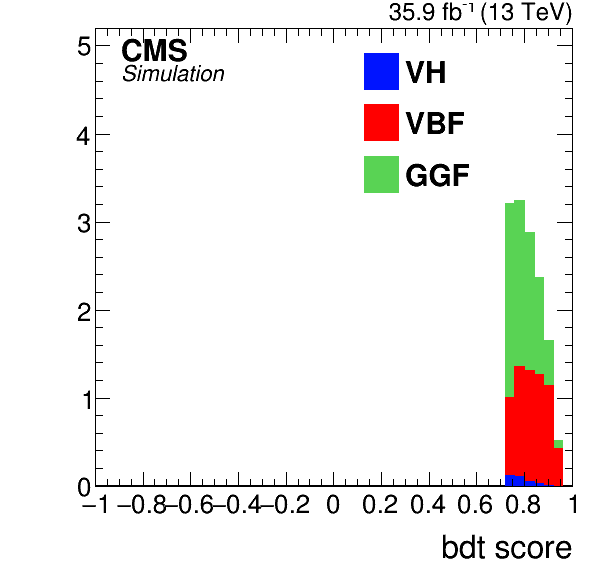 35.9 fb⁻¹ (13 TeV)
CMS
Simulation
VH
VBF
GGF
5
4
3
2
1
0
−1 −0.8 −0.6 −0.4 −0.2 0 0.2 0.4 0.6 0.8 1
bdt score